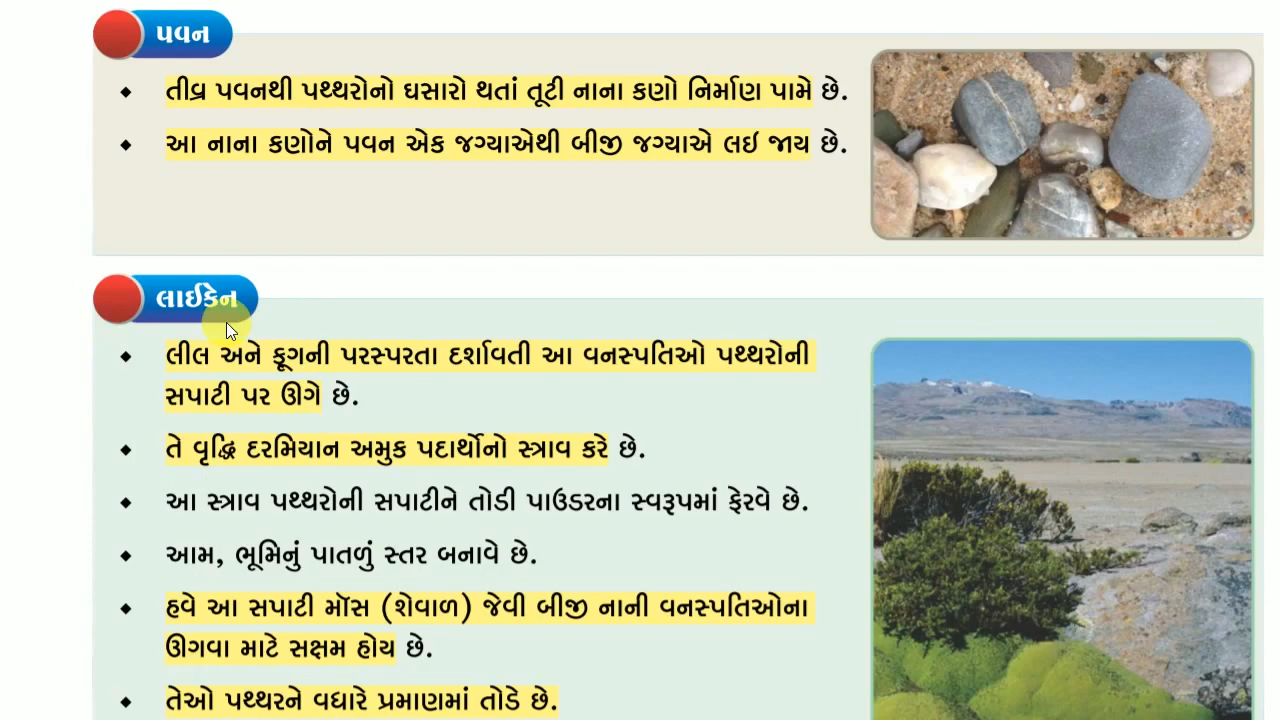 પવન
તીવ્ર પવનથી પથ્થરોનો ઘસારો થતાં તૂટી નાના કણો નિર્માણ પામે છે.
આ નાના કણોને પવન એક જગ્યાએથી બીજી જગ્યાએ લઇ જાય છે.
લાઈકેન
લીલ અને ફૂગની પરસ્પરતા દર્શાવતી આ વનસ્પતિઓ પથ્થરોની
સપાટી પર ઊગે છે.
તે વૃદ્ધિ દરમિયાન અમુક પદાર્થોનો સ્ત્રાવ કરે છે.
આ સ્ત્રાવ પથ્થરોની સપાટીને તોડી પાઉડરના સ્વરૂપમાં ફેરવે છે.
આમ, ભૂમિનું પાતળું સ્તર બનાવે છે.
હવે આ સપાટી મૉસ (શેવાળ) જેવી બીજી નાની વનસ્પતિઓના
ઊગવા માટે સક્ષમ હોય છે.
તેઓ પથ્થરને વધારે પ્રમાણમાં તોડે છે.